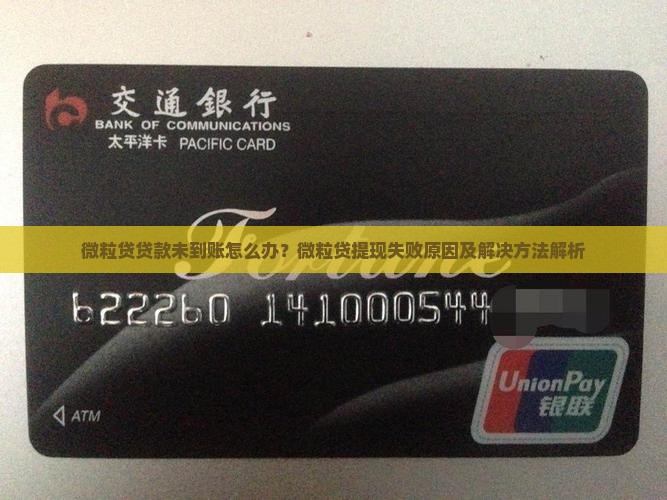 交通銀行
BANK OF COMMUNICATIONS
太平洋卡 PACIFIC CARD
Fortune
微粒贷贷款未到账怎么办？微粒贷提现失败原因及解决方法解析
622260 141000544
UnionPay
银联
ATM